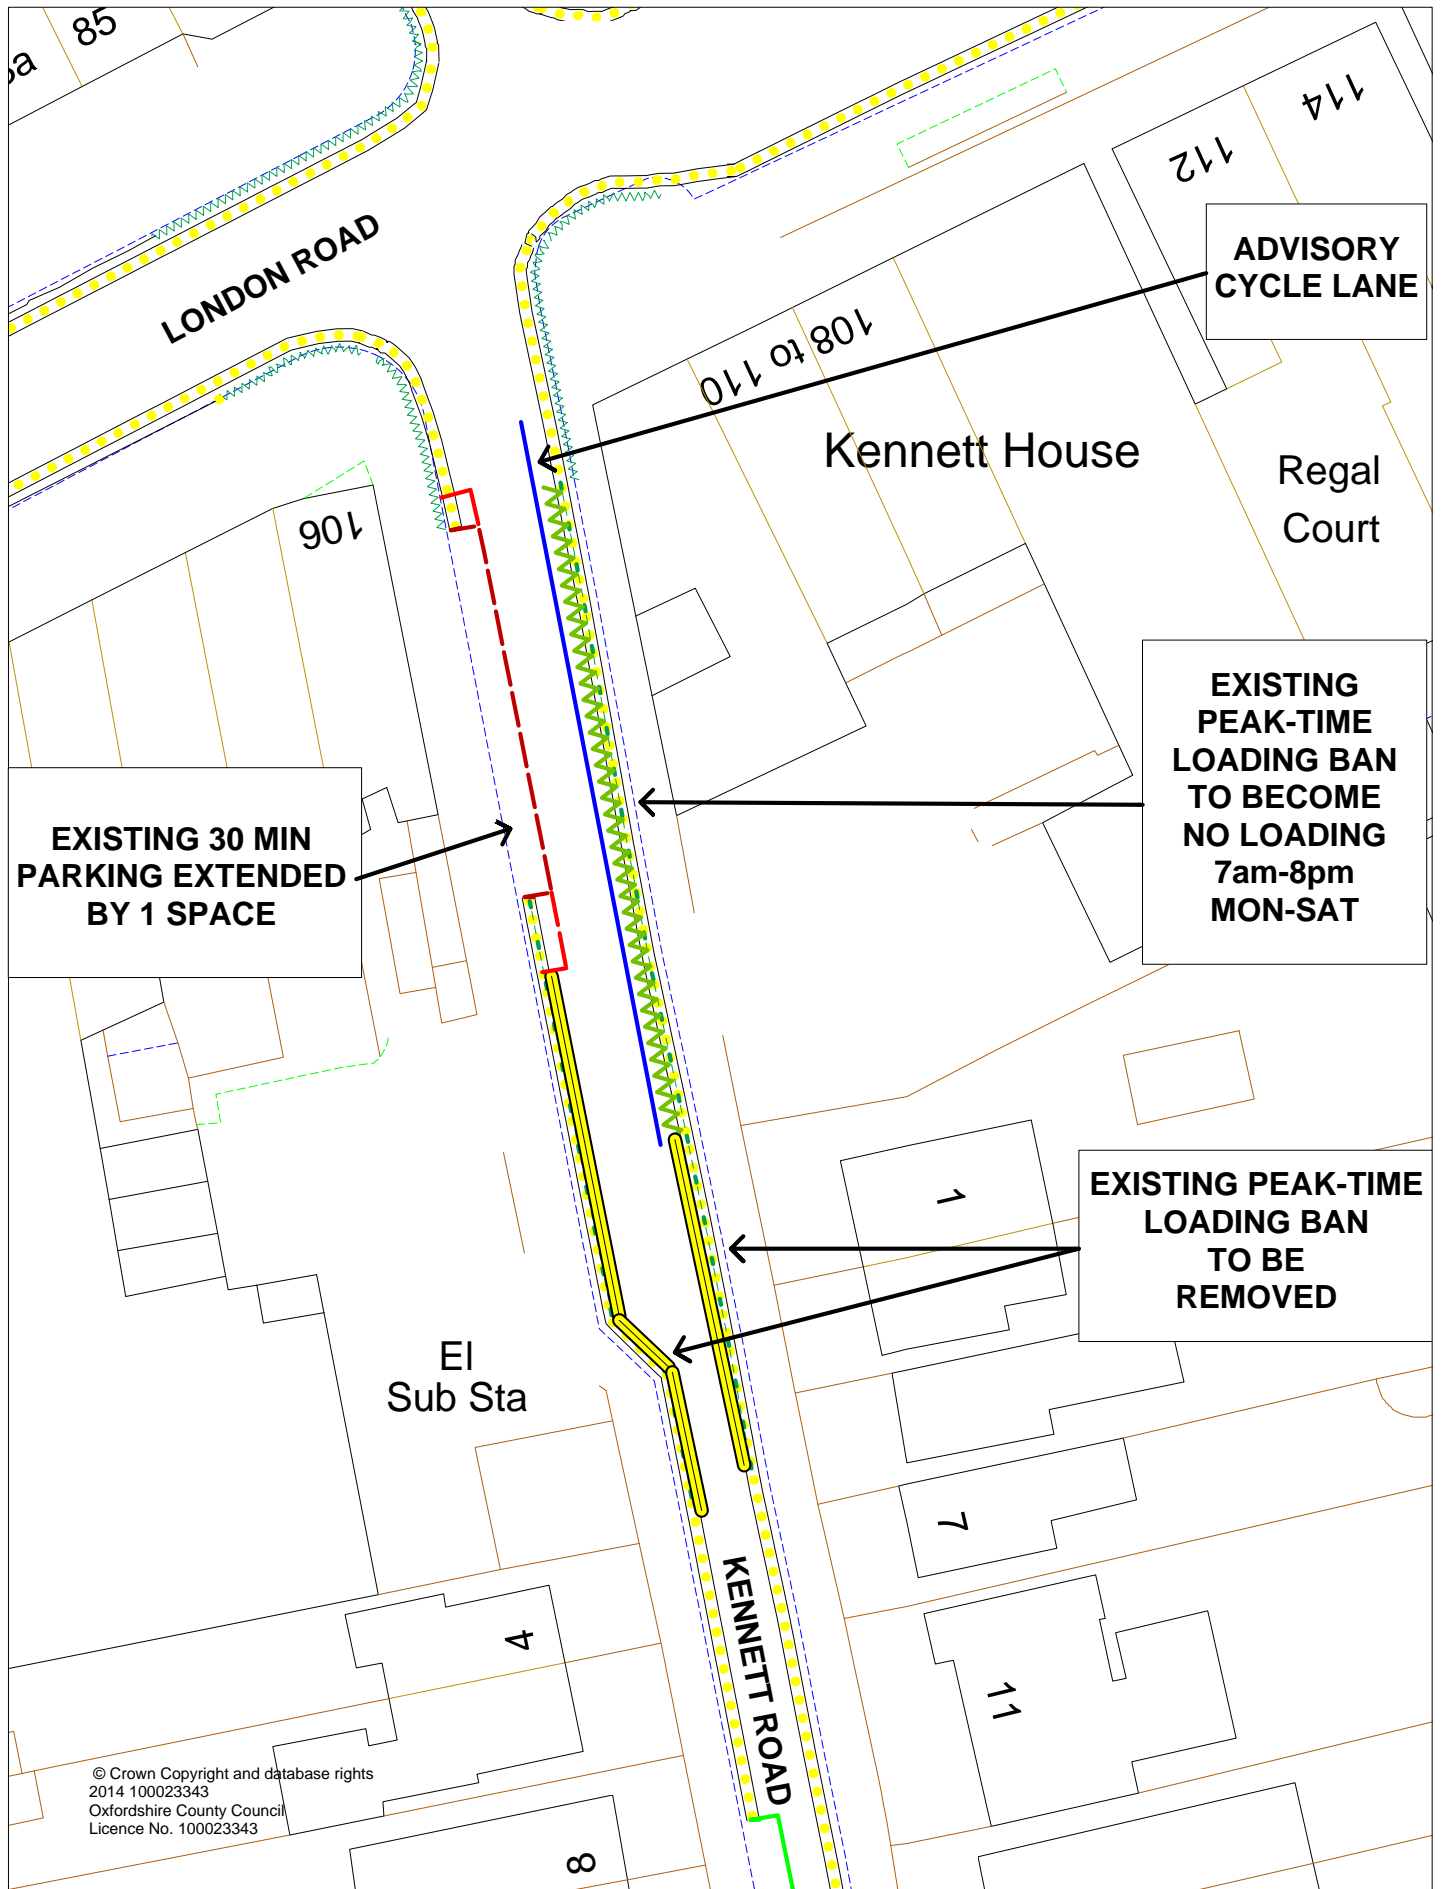 85
LONDON ROAD
114
112
ADVISORY
CYCLE LANE
108 to 110
Kennett House
Regal
Court
106
EXISTING
PEAK-TIME
LOADING BAN
TO BECOME
NO LOADING
7am-8pm
MON-SAT
EXISTING 30 MIN
PARKING EXTENDED
BY 1 SPACE
1
EXISTING PEAK-TIME
LOADING BAN
TO BE
REMOVED
El
Sub Sta
7
KENNETT ROAD
4
11
© Crown Copyright and database rights
2014 100023343
Oxfordshire County Council
Licence No. 100023343
8